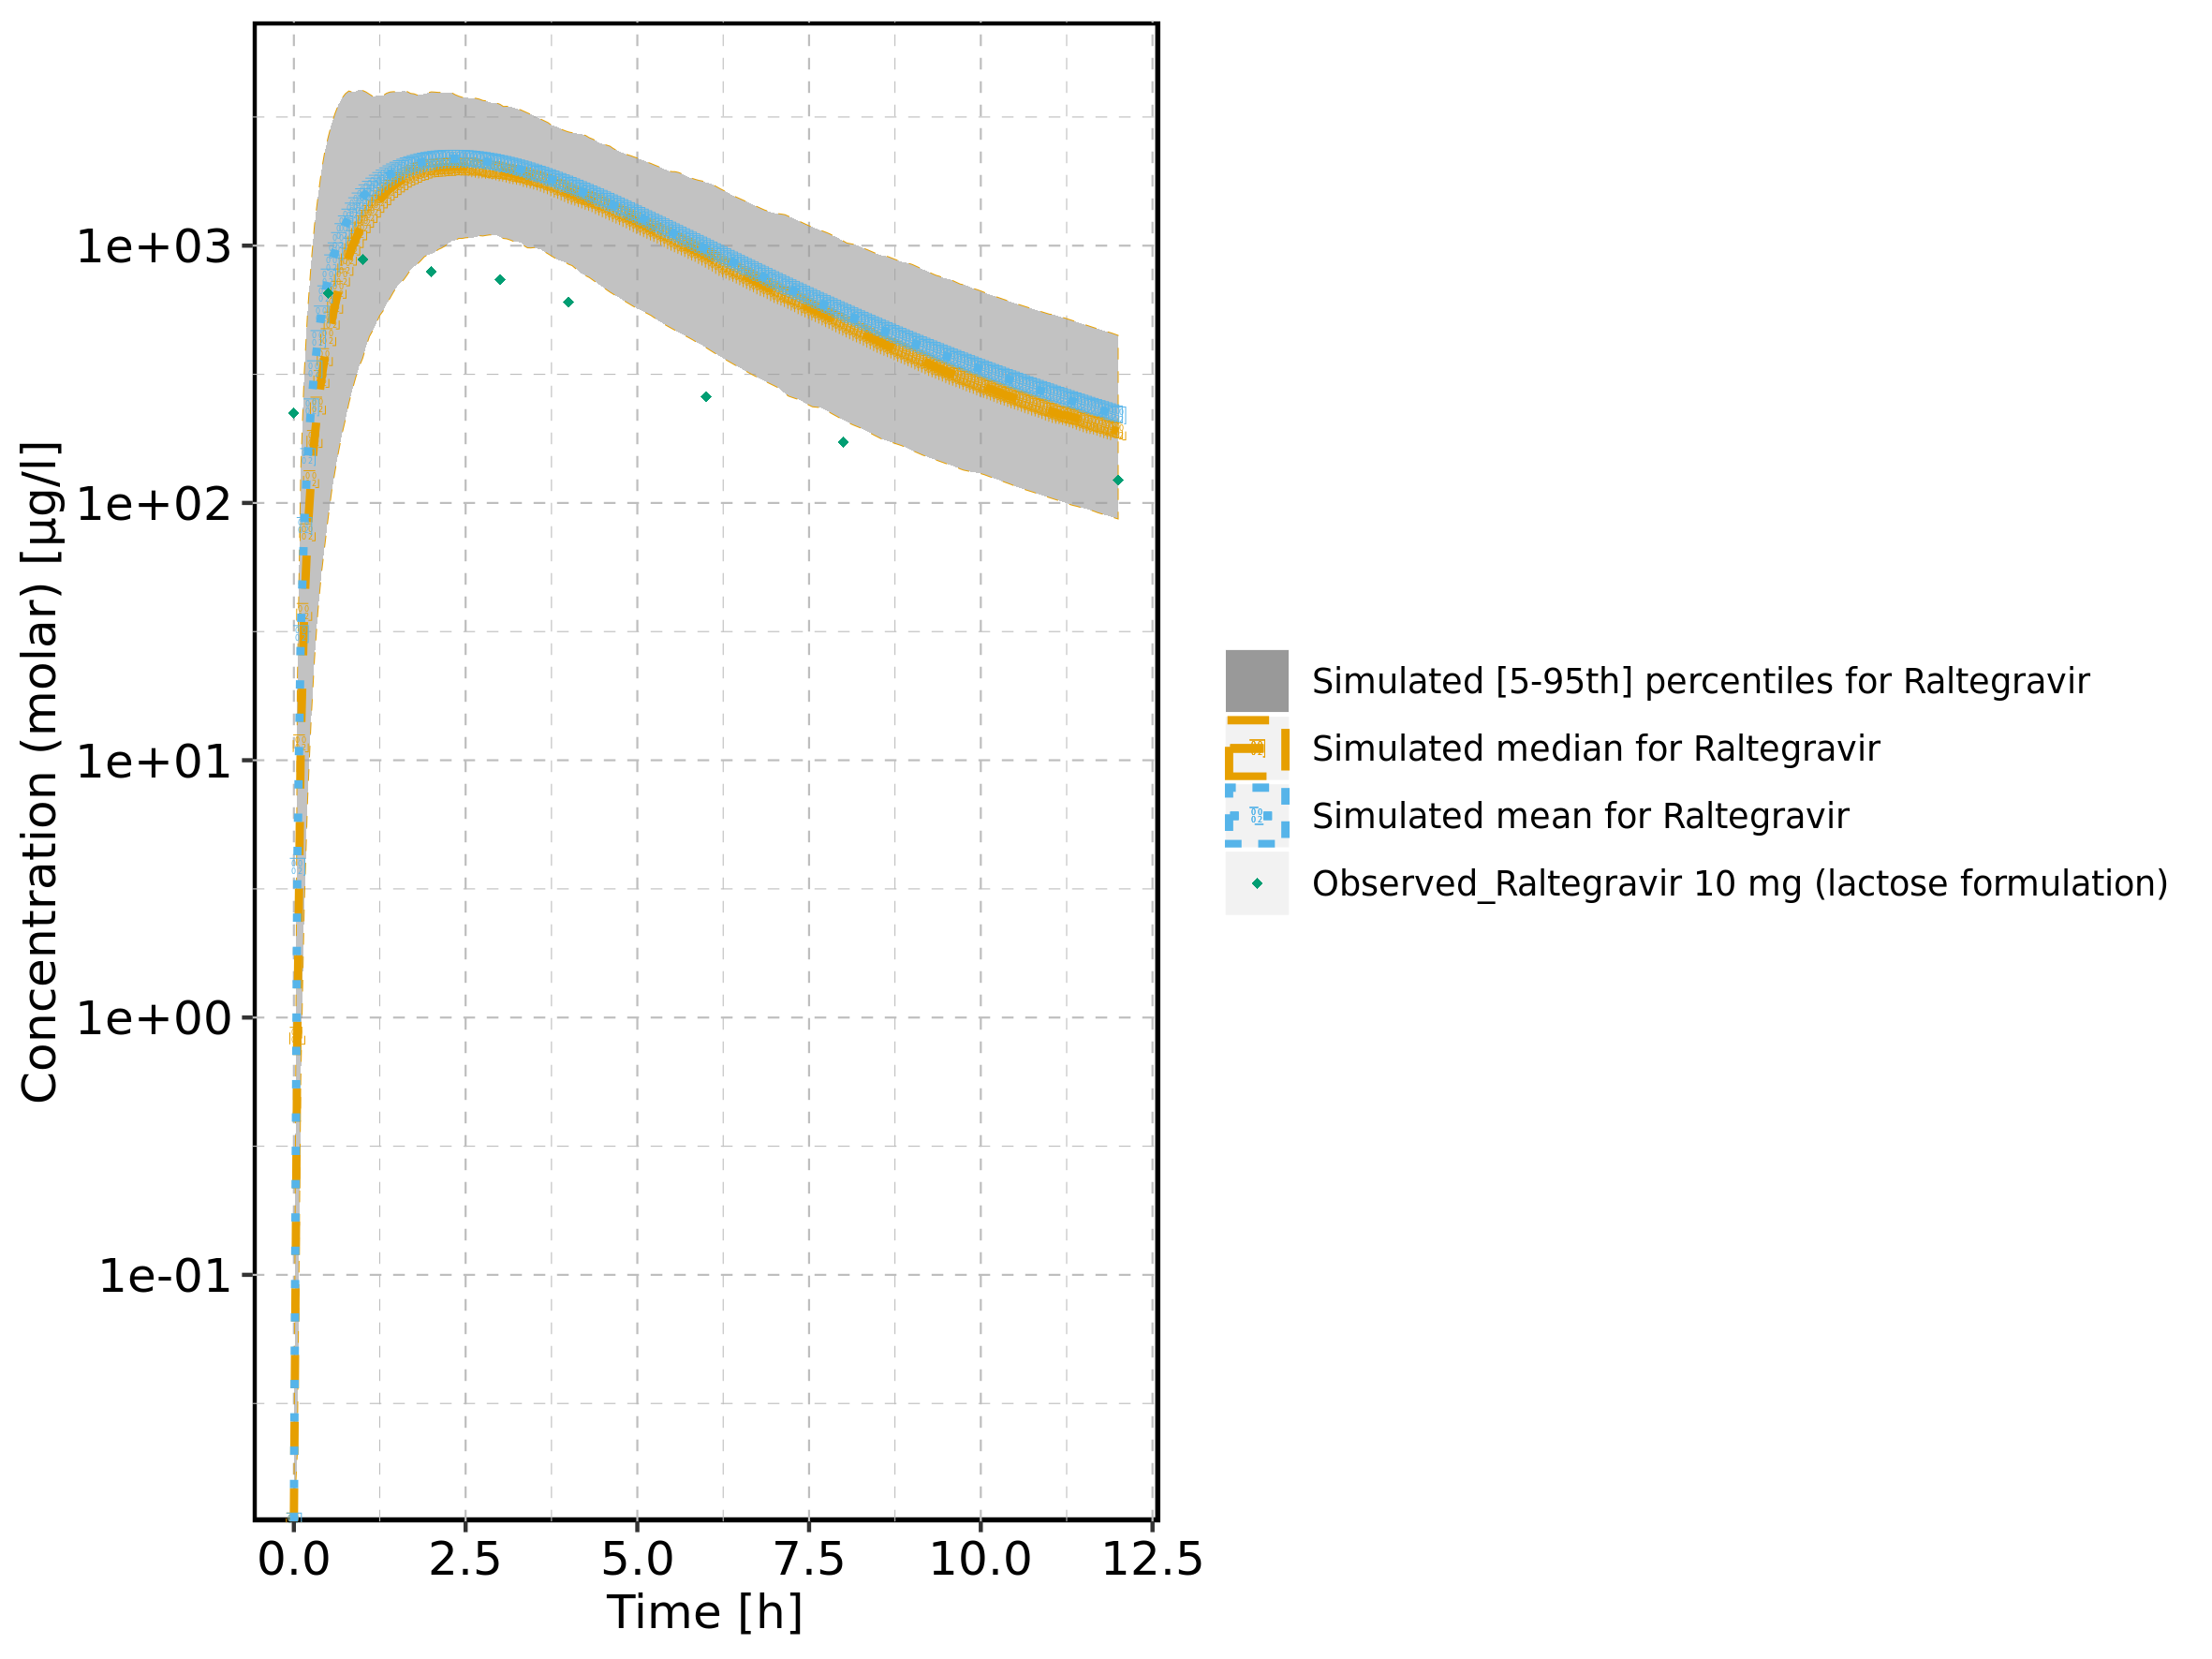 Concentration (molar) [µg/l]
1e+03
1e+02
1e+01
1e+00
1e-01
0.0 2.5 5.0 7.5 10.0 12.5
Time [h]
Simulated [5-95th] percentiles for Raltegravir
Simulated median for Raltegravir
Simulated mean for Raltegravir
Observed_Raltegravir 10 mg (lactose formulation)